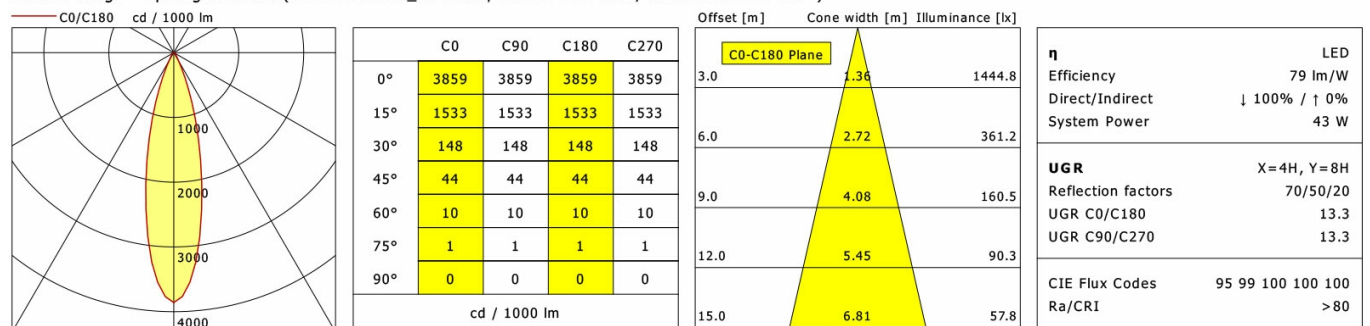 C0/C180 cd / 1000 lm
1000
2000
3000
4000
C0 C90 C180 C270
0° 3859 3859 3859 3859
15° 1533 1533 1533 1533
30° 148 148 148 148
45° 44 44 44 44
60° 10 10 10 10
75° 1 1 1 1
90° 0 0 0 0
cd / 1000 lm
Offset [m] Cone width [m] Illuminance [lx]
C0-C180 Plane
3.0 1.36 1444.8
6.0 2.72 361.2
9.0 4.08 160.5
12.0 5.45 90.3
15.0 6.81 57.8
η LED
Efficiency 79 lm/W
Direct/Indirect ↓ 100% / ↑ 0%
System Power 43 W
UGR X=4H, Y=8H
Reflection factors 70/50/20
UGR C0/C180 13.3
UGR C90/C270 13.3
CIE Flux Codes 95 99 100 100 100
Ra/CRI >80